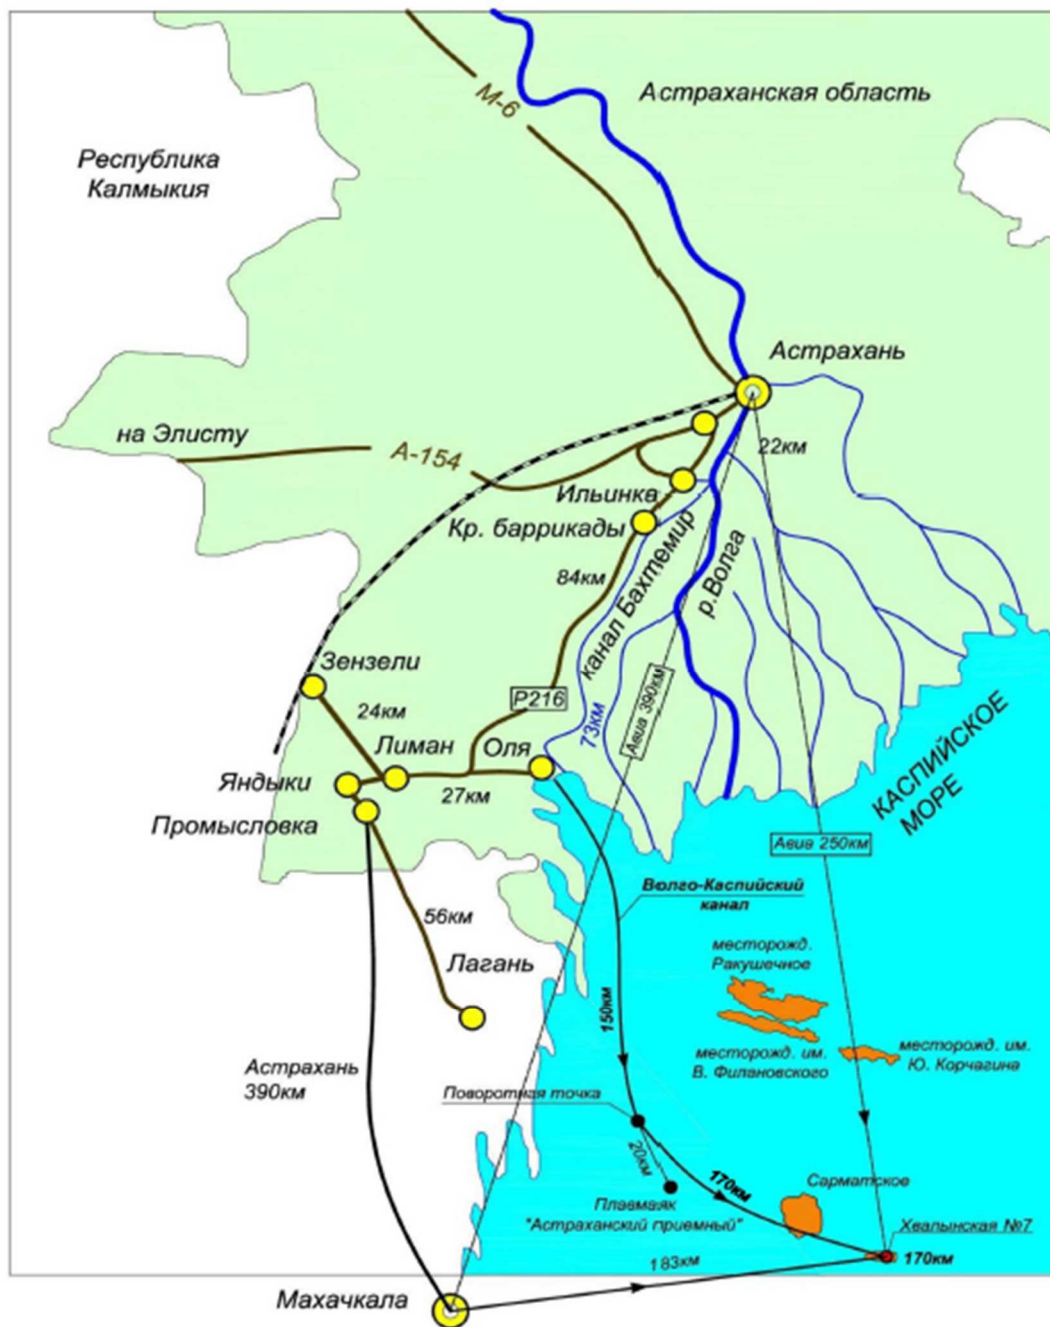 М-6
Астраханская область
Республика
Калмыкия
Астрахань
на Элисту
А-154
22км
Ильинка
Кр. баррикады
84км
канал Бахтемир
р.Волга
Зензели
24км
Р216
73км
Авиа 390км
Лиман
Оля
Яндыки
27км
Промысловка
КАСПИЙСКОЕ
МОРЕ
Авиа 250км
Волго-Каспийский
канал
56км
Лагань
месторожд.
Ракушечное
150км
месторожд. им.
В. Филановского
месторожд. им.
Ю. Корчагина
Астрахань
390км
Поворотная точка
20км
170км
Плавмаяк
"Астраханский приемный"
Сарматское
Хвалынская №7
170км
183км
Махачкала